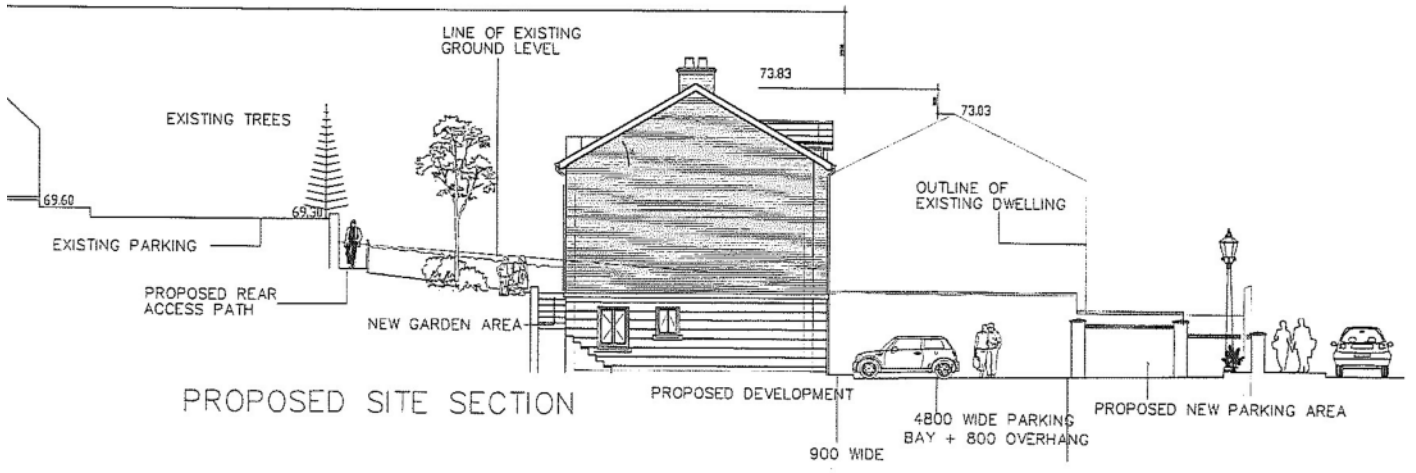 LINE OF EXISTING
GROUND LEVEL
73.83
EXISTING TREES
73.03
OUTLINE OF
EXISTING DWELLING
69.60
69.30
EXISTING PARKING
PROPOSED REAR
ACCESS PATH
NEW GARDEN AREA
PROPOSED SITE SECTION
PROPOSED DEVELOPMENT
4800 WIDE PARKING
BAY + 800 OVERHANG
PROPOSED NEW PARKING AREA
900 WIDE